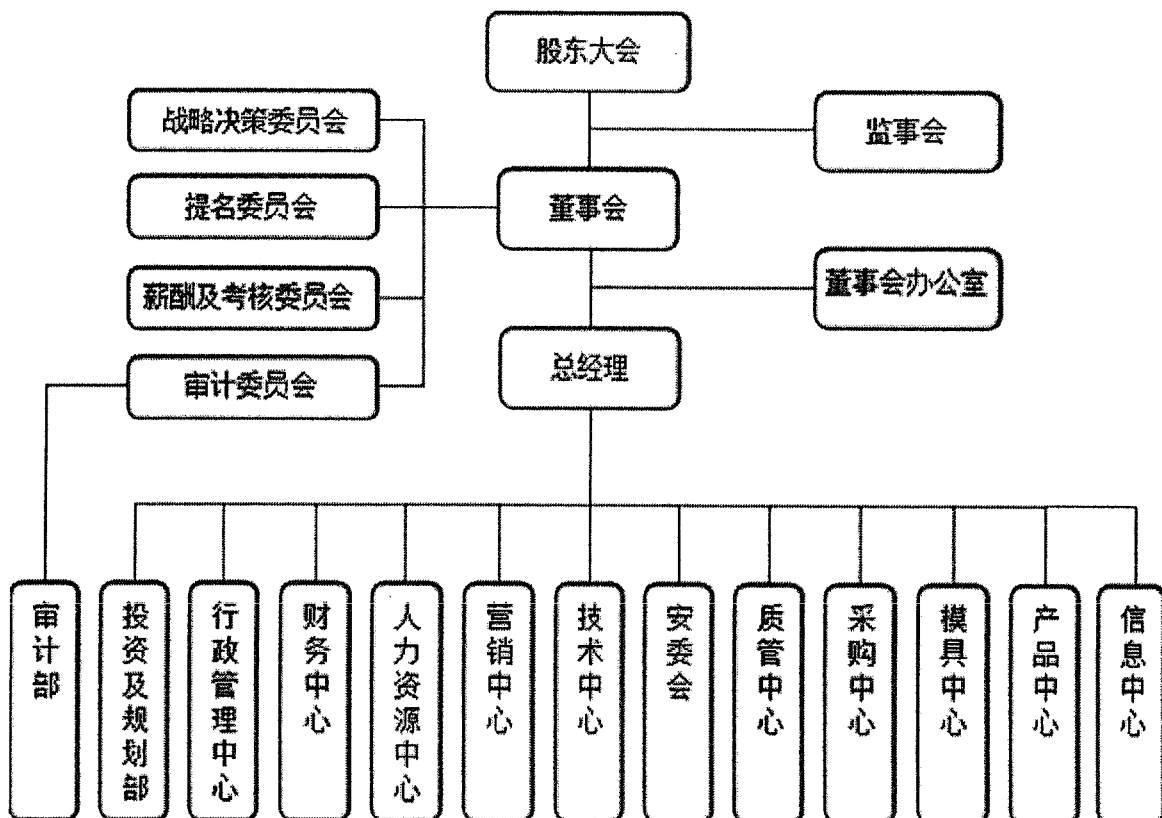 股东大会
战略决策委员会
监事会
提名委员会
董事会
薪酬及考核委员会
董事会办公室
总经理
审计委员会
审计部
投资及规划部
行政管理中心
财务中心
人力资源中心
营销中心
技术中心
安委会
质管中心
采购中心
模具中心
产品中心
信息中心